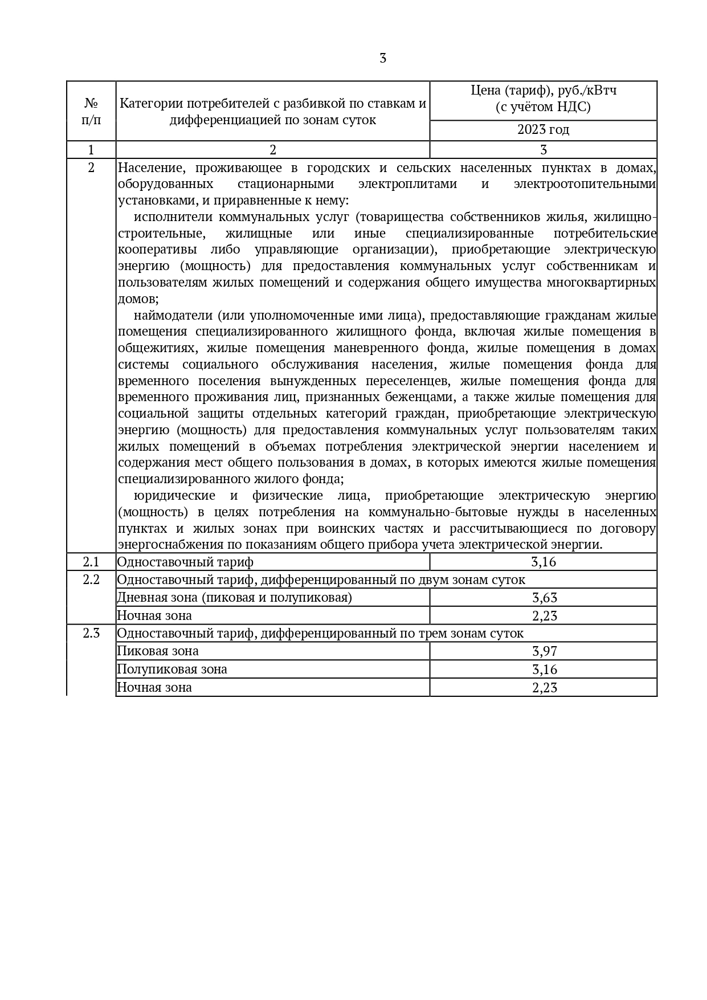 3
№
п/п
Категории потребителей с разбивкой по ставкам и
дифференциацией по зонам суток
Цена (тариф), руб./кВтч
(с учётом НДС)
2023 год
1
2
3
2
Население, проживающее в городских и сельских населенных пунктах в домах,
оборудованных стационарными электроплитами и электроотопительными
установками, и приравненные к нему:
исполнители коммунальных услуг (товарищества собственников жилья, жилищно-
строительные, жилищные или иные специализированные потребительские
кооперативы либо управляющие организации), приобретающие электрическую
энергию (мощность) для предоставления коммунальных услуг собственникам и
пользователям жилых помещений и содержания общего имущества многоквартирных
домов;
наймодатели (или уполномоченные ими лица), предоставляющие гражданам жилые
помещения специализированного жилищного фонда, включая жилые помещения в
общежитиях, жилые помещения маневренного фонда, жилые помещения в домах
системы социального обслуживания населения, жилые помещения фонда для
временного поселения вынужденных переселенцев, жилые помещения фонда для
временного проживания лиц, признанных беженцами, а также жилые помещения для
социальной защиты отдельных категорий граждан, приобретающие электрическую
энергию (мощность) для предоставления коммунальных услуг пользователям таких
жилых помещений в объемах потребления электрической энергии населением и
содержания мест общего пользования в домах, в которых имеются жилые помещения
специализированного жилого фонда;
юридические и физические лица, приобретающие электрическую энергию
(мощность) в целях потребления на коммунально-бытовые нужды в населенных
пунктах и жилых зонах при воинских частях и рассчитывающиеся по договору
энергоснабжения по показаниям общего прибора учета электрической энергии.
2.1 Одноставочный тариф 3,16
2.2 Одноставочный тариф, дифференцированный по двум зонам суток
Дневная зона (пиковая и полупиковая) 3,63
Ночная зона 2,23
2.3 Одноставочный тариф, дифференцированный по трем зонам суток
Пиковая зона 3,97
Полупиковая зона 3,16
Ночная зона 2,23